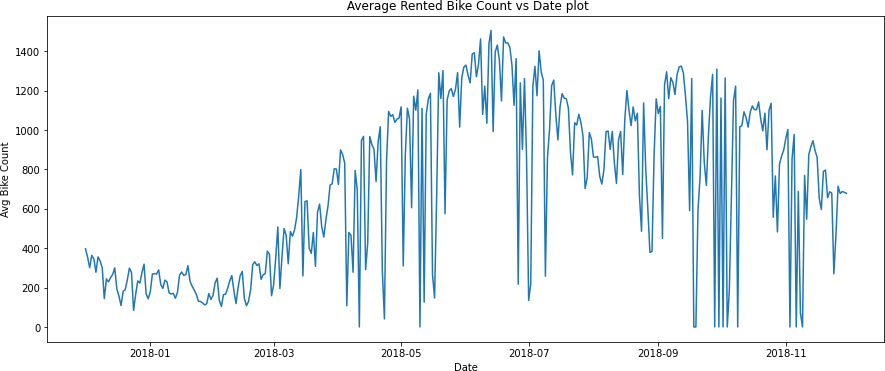 Average Rented Bike Count vs Date plot
Avg Bike Count
1400
1200
1000
800
600
400
200
0
2018-01 2018-03 2018-05 2018-07 2018-09 2018-11
Date